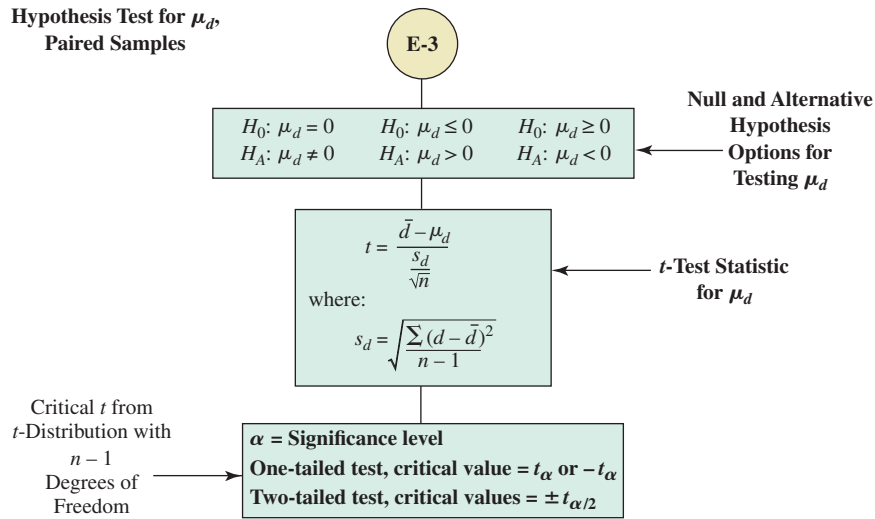 Hypothesis Test for μd,
Paired Samples
E-3
H0: μd = 0 H0: μd ≤ 0 H0: μd ≥ 0
HA: μd ≠ 0 HA: μd > 0 HA: μd < 0
Null and Alternative
Hypothesis
Options for
Testing μd
t = (d̄ – μd) / (sd / √n)
where:
sd = √(Σ (d – d̄)² / (n – 1))
t-Test Statistic
for μd
Critical t from
t-Distribution with
n – 1
Degrees of
Freedom
α = Significance level
One-tailed test, critical value = tα or –tα
Two-tailed test, critical values = ± tα/2